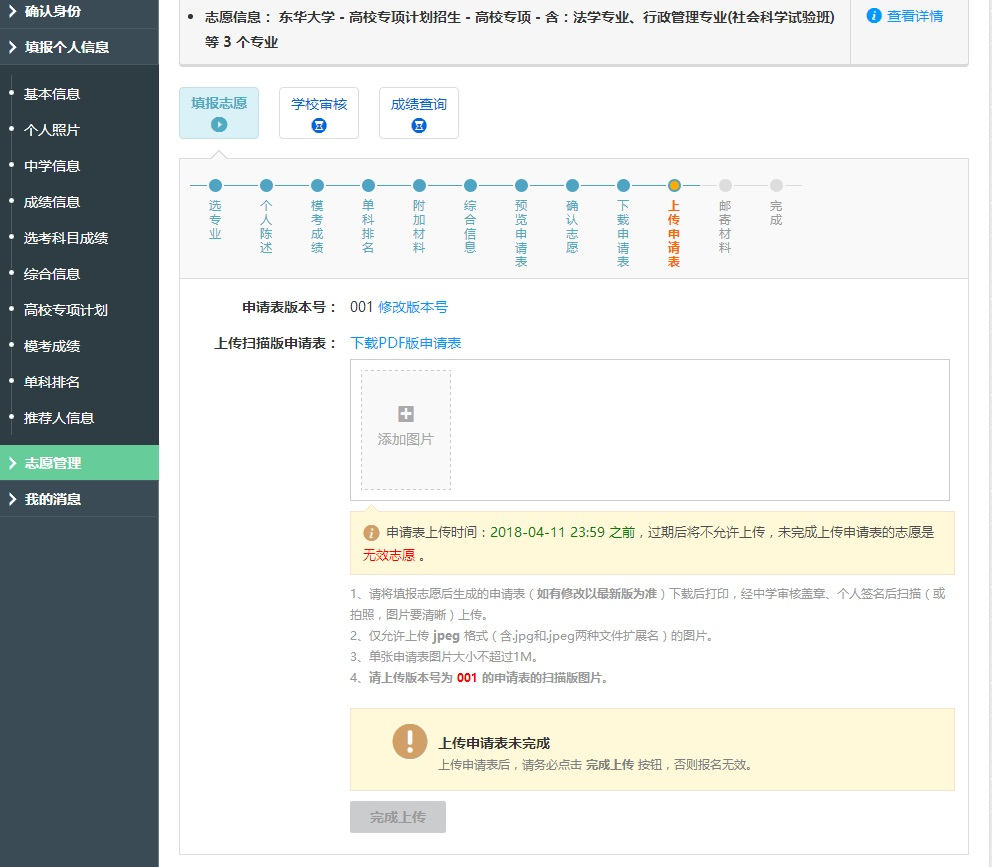 确认身份
填报个人信息
基本信息
个人照片
中学信息
成绩信息
选考科目成绩
综合信息
高校专项计划
模考成绩
单科排名
推荐人信息
志愿管理
我的消息
志愿信息： 东华大学 - 高校专项计划招生 - 高校专项 - 含：法学专业、行政管理专业(社会科学试验班)
等 3 个专业
查看详情
填报志愿
学校审核
成绩查询
选专业
个人陈述
模考成绩
单科排名
附加材料
综合信息
预览申请表
确认志愿
下载申请表
上传申请表
邮寄材料
完成
申请表版本号： 001 修改版本号
上传扫描版申请表： 下载PDF版申请表
添加图片
申请表上传时间：2018-04-11 23:59 之前，过期后将不允许上传，未完成上传申请表的志愿是
无效志愿 。
1、请将填报志愿后生成的申请表（如有修改以最新版为准）下载后打印，经中学审核盖章、个人签名后扫描（或
拍照，图片要清晰）上传。
2、仅允许上传 jpeg 格式（含.jpg和.jpeg两种文件扩展名）的图片。
3、单张申请表图片大小不超过1M。
4、请上传版本号为 001 的申请表的扫描版图片。
上传申请表未完成
上传申请表后，请务必点击 完成上传 按钮，否则报名无效。
完成上传